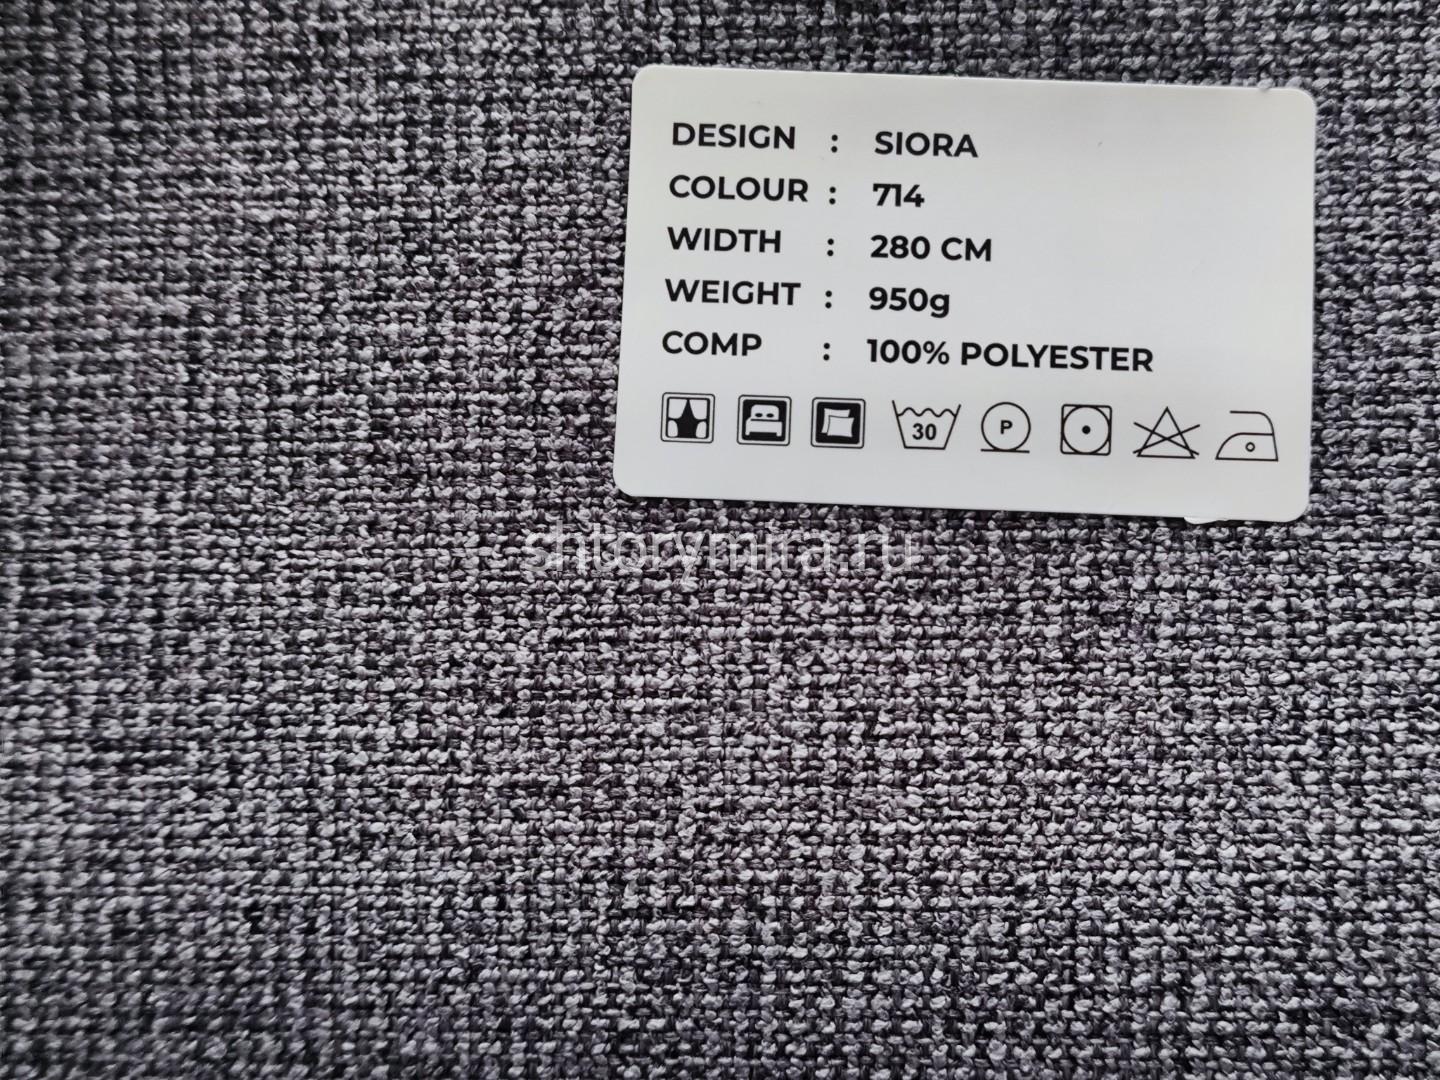 DESIGN : SIORA
COLOUR : 714
WIDTH : 280 CM
WEIGHT : 950g
COMP : 100% POLYESTER
30 P
shtorymira.ru